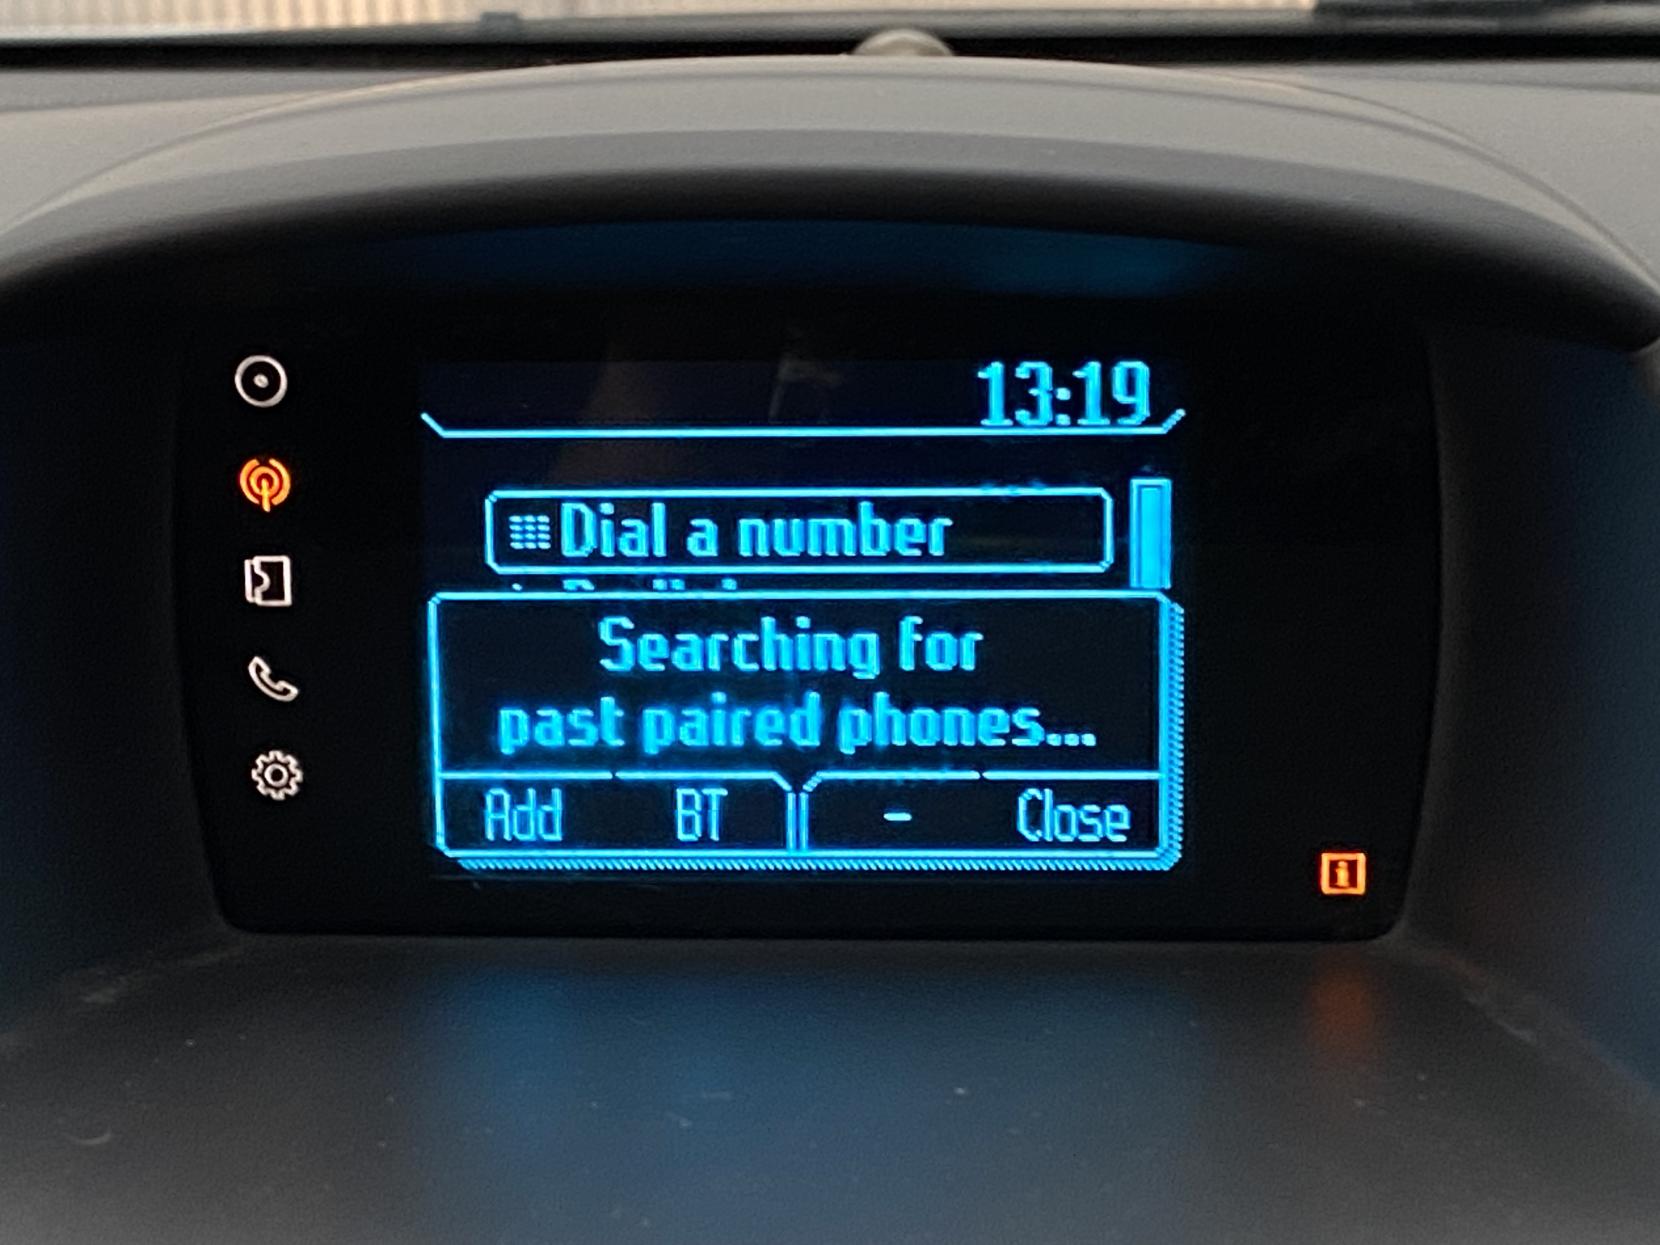 13:19
Dial a number
Searching for
past paired phones...
Add BT - Close
i